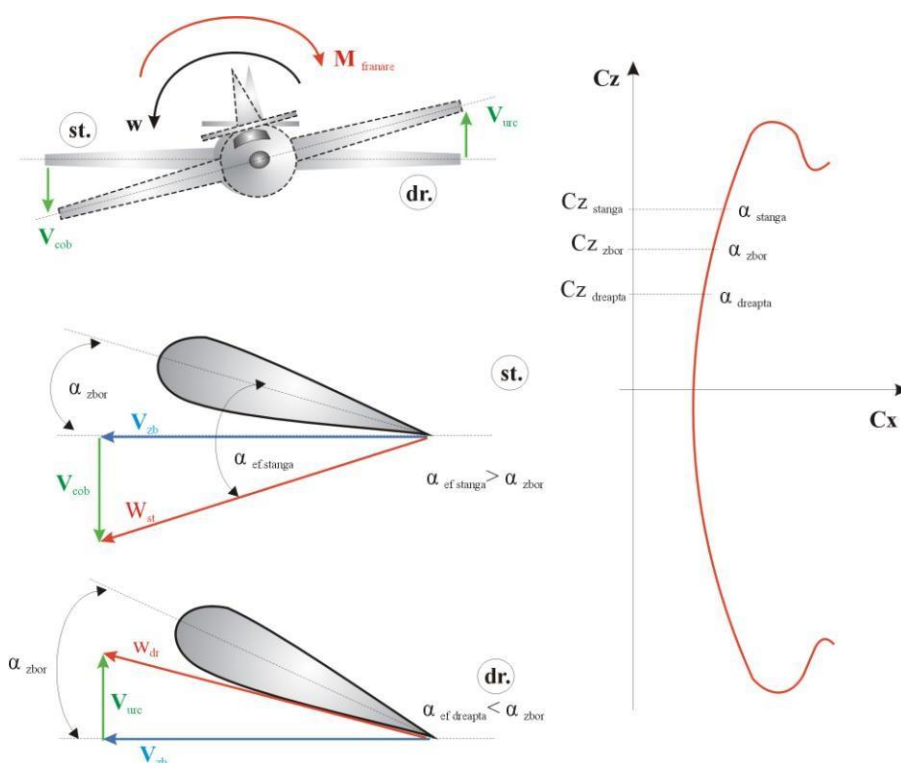 M franare
w
st.
V urc
dr.
V cob
Cz
Cz stanga
α stanga
Cz zbor
α zbor
Cz dreapta
α dreapta
Cx
st.
α zbor
V zb
α ef.stanga
V cob
W st
α ef stanga > α zbor
α zbor
w dr
dr.
V urc
α ef dreapta < α zbor
V zb